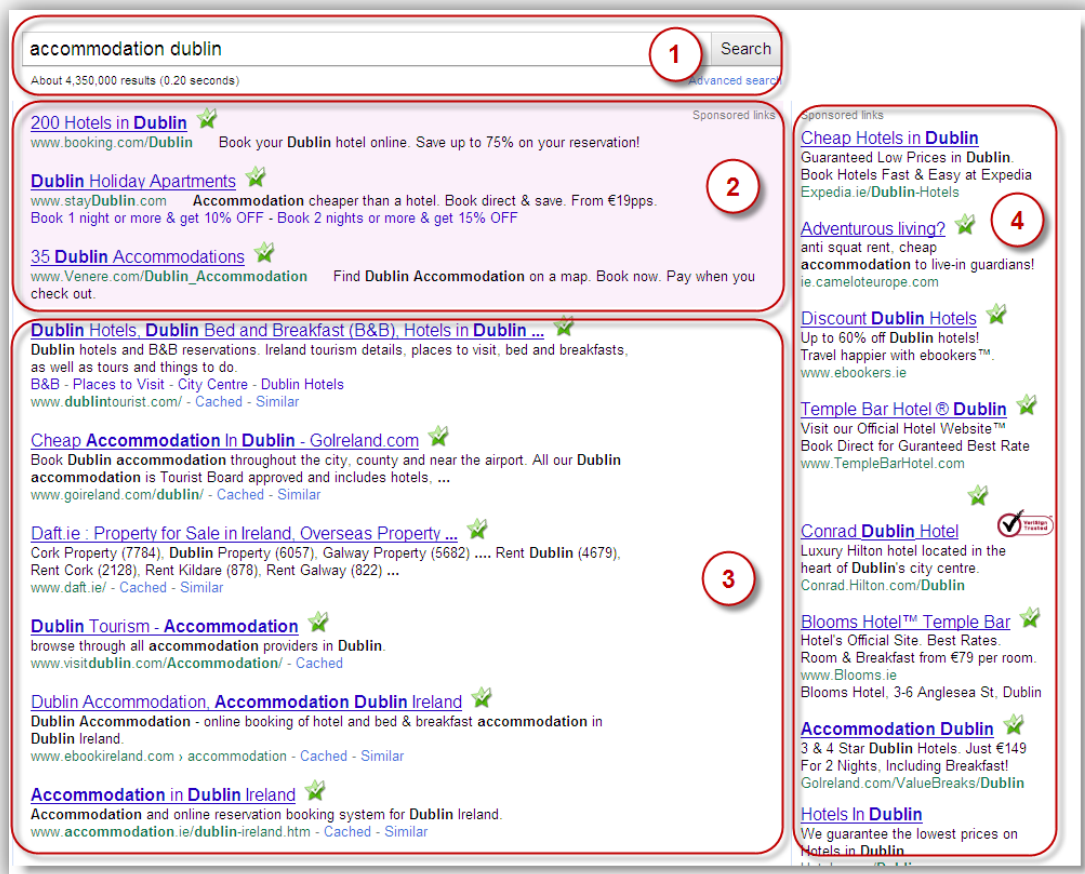 accommodation dublin
Search
1
About 4,350,000 results (0.20 seconds)
Advanced search
Sponsored links
200 Hotels in Dublin
www.booking.com/Dublin Book your Dublin hotel online. Save up to 75% on your reservation!
Dublin Holiday Apartments
www.stayDublin.com Accommodation cheaper than a hotel. Book direct & save. From €19pps.
Book 1 night or more & get 10% OFF - Book 2 nights or more & get 15% OFF
2
35 Dublin Accommodations
www.Venere.com/Dublin_Accommodation Find Dublin Accommodation on a map. Book now. Pay when you
check out.
Dublin Hotels, Dublin Bed and Breakfast (B&B), Hotels in Dublin ...
Dublin hotels and B&B reservations. Ireland tourism details, places to visit, bed and breakfasts,
as well as tours and things to do.
B&B - Places to Visit - City Centre - Dublin Hotels
www.dublintourist.com/ - Cached - Similar
Cheap Accommodation In Dublin - GoIreland.com
Book Dublin accommodation throughout the city, county and near the airport. All our Dublin
accommodation is Tourist Board approved and includes hotels, ...
www.goireland.com/dublin/ - Cached - Similar
Daft.ie : Property for Sale in Ireland, Overseas Property ...
Cork Property (7784), Dublin Property (6057), Galway Property (5682) .... Rent Dublin (4679),
Rent Cork (2128), Rent Kildare (878), Rent Galway (822) ...
www.daft.ie/ - Cached - Similar
3
Dublin Tourism - Accommodation
browse through all accommodation providers in Dublin.
www.visitdublin.com/Accommodation/ - Cached
Dublin Accommodation, Accommodation Dublin Ireland
Dublin Accommodation - online booking of hotel and bed & breakfast accommodation in
Dublin Ireland.
www.ebookireland.com › accommodation - Cached - Similar
Accommodation in Dublin Ireland
Accommodation and online reservation booking system for Dublin Ireland.
www.accommodation.ie/dublin-ireland.htm - Cached - Similar
Sponsored links
Cheap Hotels in Dublin
Guaranteed Low Prices in Dublin.
Book Hotels Fast & Easy at Expedia
Expedia.ie/Dublin-Hotels
4
Adventurous living?
anti squat rent, cheap
accommodation to live-in guardians!
ie.cameloteurope.com
Discount Dublin Hotels
Up to 60% off Dublin hotels!
Travel happier with ebookers™.
www.ebookers.ie
Temple Bar Hotel ® Dublin
Visit our Official Hotel Website™
Book Direct for Guranteed Best Rate
www.TempleBarHotel.com
VeriSign
Trusted
Conrad Dublin Hotel
Luxury Hilton hotel located in the
heart of Dublin's city centre.
Conrad.Hilton.com/Dublin
Blooms Hotel™ Temple Bar
Hotel's Official Site. Best Rates.
Room & Breakfast from €79 per room.
www.Blooms.ie
Blooms Hotel, 3-6 Anglesea St, Dublin
Accommodation Dublin
3 & 4 Star Dublin Hotels. Just €149
For 2 Nights, Including Breakfast!
GoIreland.com/ValueBreaks/Dublin
Hotels In Dublin
We guarantee the lowest prices on
Hotels in Dublin